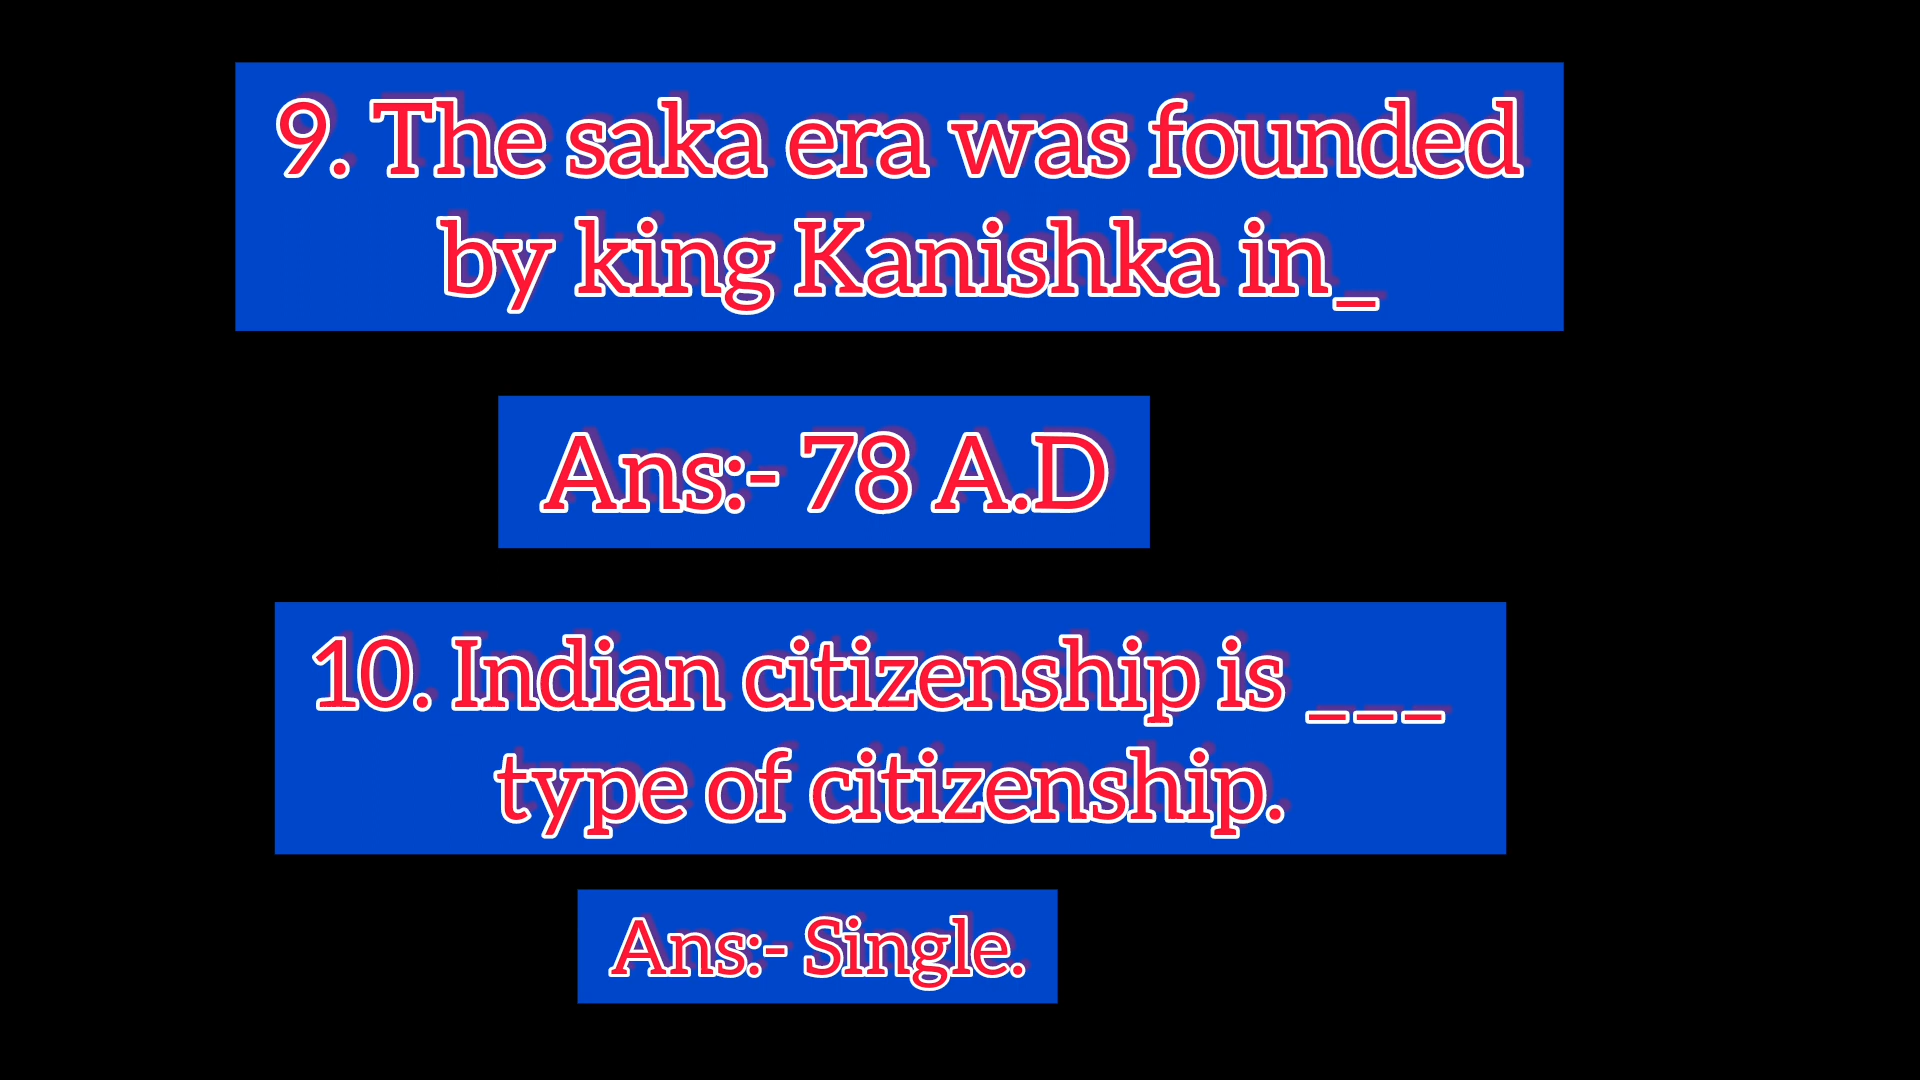 9. The saka era was founded
by king Kanishka in_
Ans:- 78 A.D
10. Indian citizenship is _ _ _
type of citizenship.
Ans:- Single.